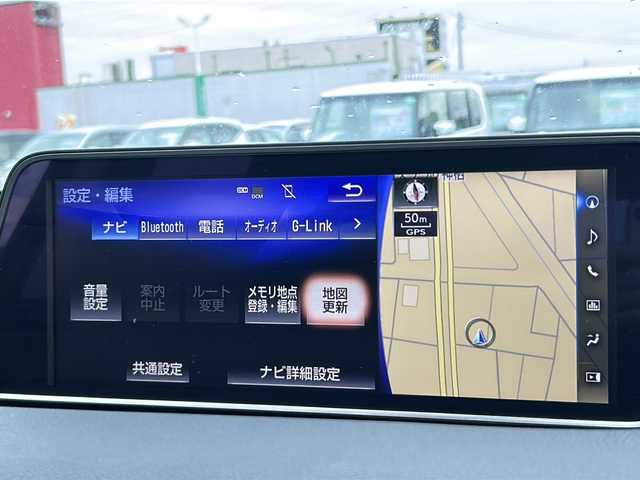 設定・編集
DCM
DCM
ナビ Bluetooth 電話 オーディオ G-Link >
音量設定
案内中止
ルート変更
メモリ地点登録・編集
地図更新
共通設定
ナビ詳細設定
50m
GPS